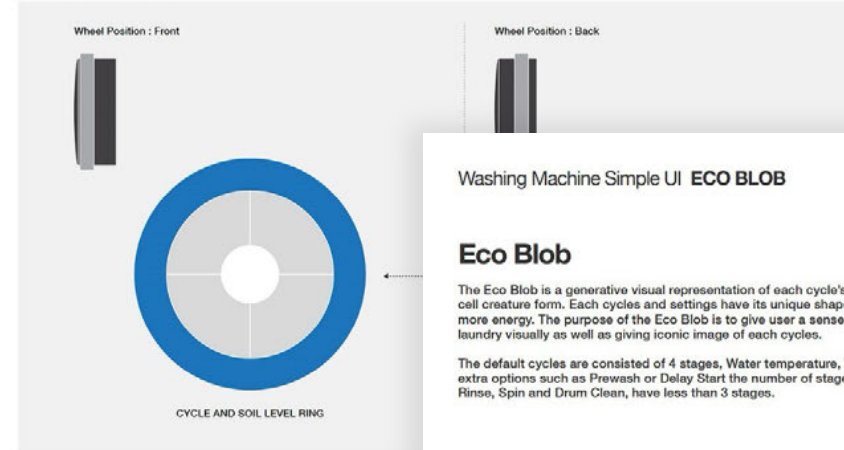 Wheel Position : Front
Wheel Position : Back
CYCLE AND SOIL LEVEL RING
Washing Machine Simple UI ECO BLOB
Eco Blob
The Eco Blob is a generative visual representation of each cycle's
cell creature form. Each cycles and settings have its unique shap
more energy. The purpose of the Eco Blob is to give user a sense
laundry visually as well as giving iconic image of each cycles.
The default cycles are consisted of 4 stages, Water temperature,
extra options such as Prewash or Delay Start the number of stage
Rinse, Spin and Drum Clean, have less than 3 stages.